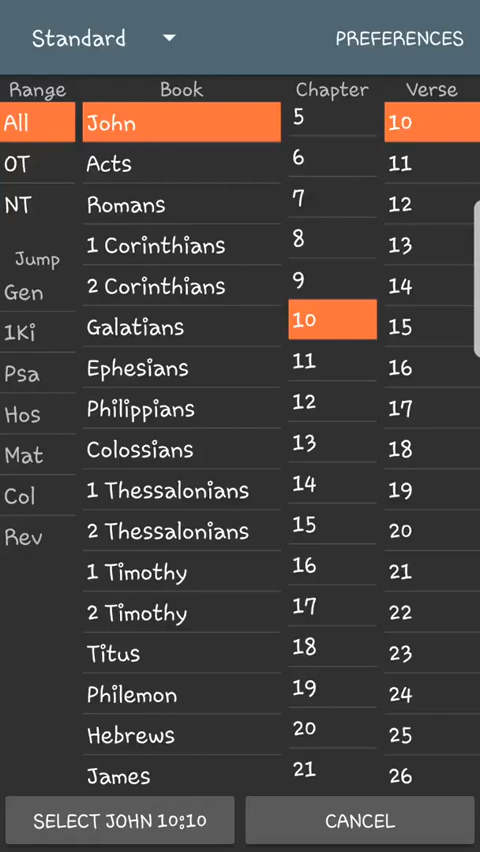 Standard
PREFERENCES
Range
Book
Chapter
Verse
All
OT
NT
Jump
Gen
1Ki
Psa
Hos
Mat
Col
Rev
John
Acts
Romans
1 Corinthians
2 Corinthians
Galatians
Ephesians
Philippians
Colossians
1 Thessalonians
2 Thessalonians
1 Timothy
2 Timothy
Titus
Philemon
Hebrews
James
5
6
7
8
9
10
11
12
13
14
15
16
17
18
19
20
21
10
11
12
13
14
15
16
17
18
19
20
21
22
23
24
25
26
SELECT JOHN 10:10
CANCEL